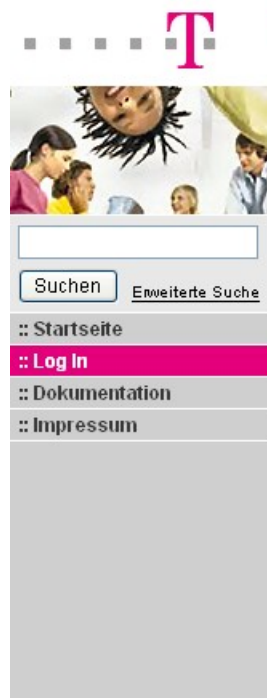 T
Suchen Erweiterte Suche
:: Startseite
:: Log In
:: Dokumentation
:: Impressum